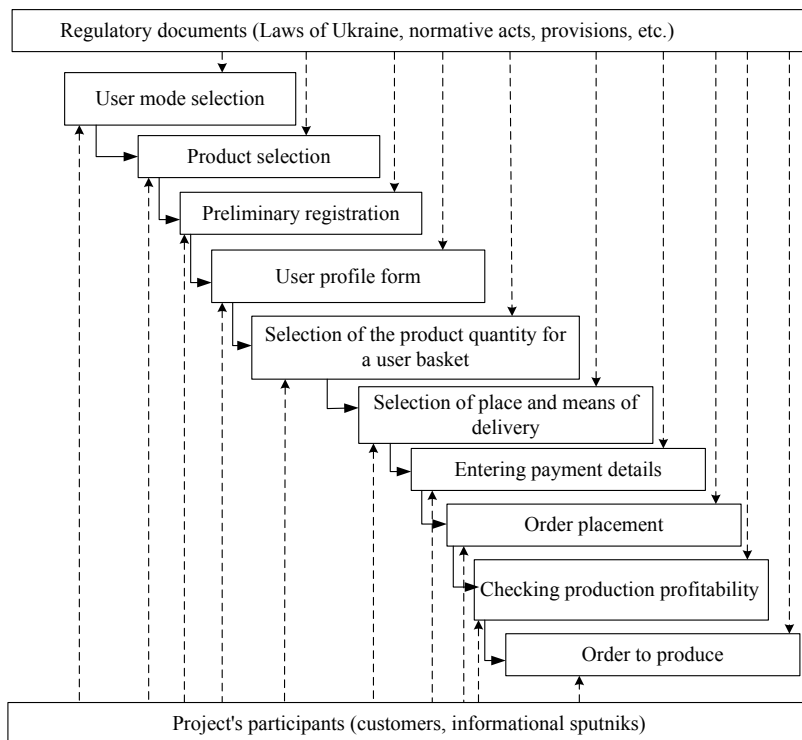 Regulatory documents (Laws of Ukraine, normative acts, provisions, etc.)
User mode selection
Product selection
Preliminary registration
User profile form
Selection of the product quantity for
a user basket
Selection of place and means of
delivery
Entering payment details
Order placement
Checking production profitability
Order to produce
Project's participants (customers, informational sputniks)